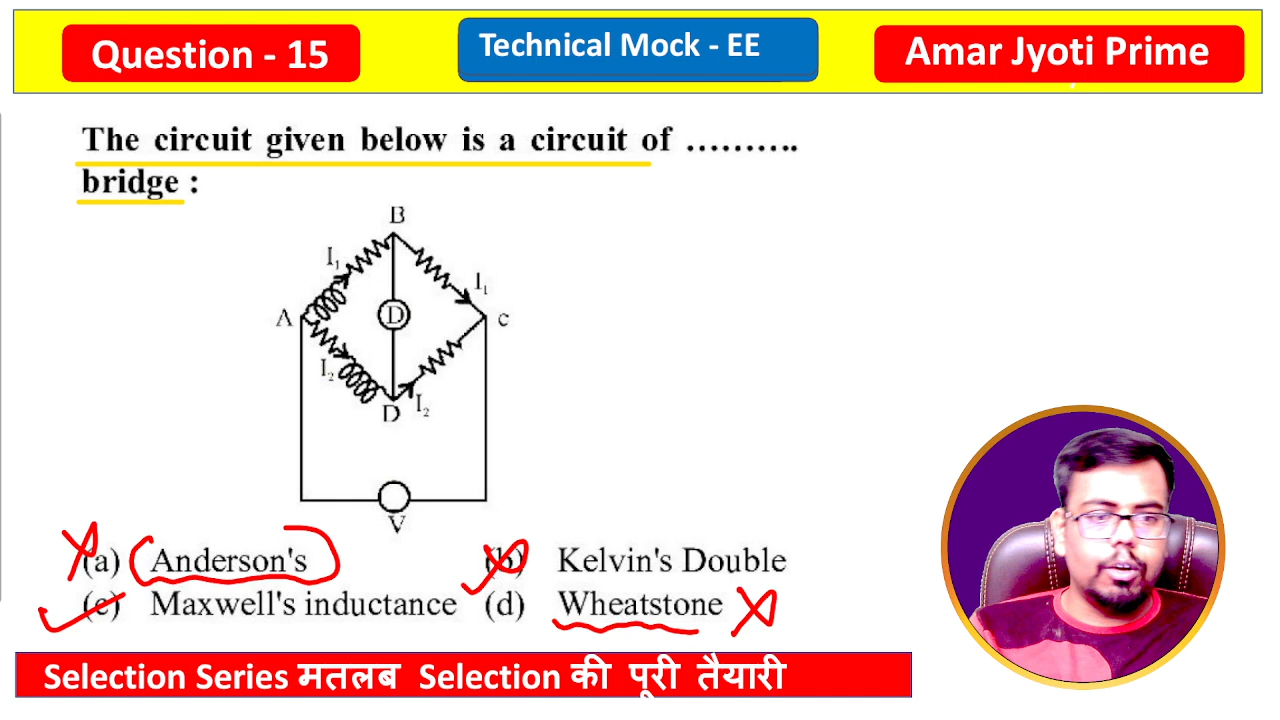 Question - 15
Technical Mock - EE
Amar Jyoti Prime
The circuit given below is a circuit of ..........
bridge :
B
I₁
I₁
A
D
c
I₂
D
I₂
V
(a) Anderson's (b) Kelvin's Double
(c) Maxwell's inductance (d) Wheatstone
Selection Series मतलब Selection की पूरी तैयारी